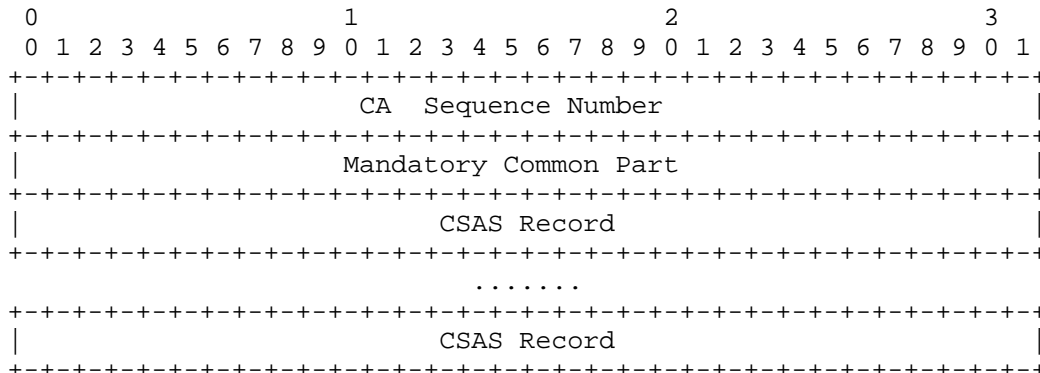 0                   1                   2                   3
 0 1 2 3 4 5 6 7 8 9 0 1 2 3 4 5 6 7 8 9 0 1 2 3 4 5 6 7 8 9 0 1
+-+-+-+-+-+-+-+-+-+-+-+-+-+-+-+-+-+-+-+-+-+-+-+-+-+-+-+-+-+-+-+-+
|                     CA  Sequence Number                       |
+-+-+-+-+-+-+-+-+-+-+-+-+-+-+-+-+-+-+-+-+-+-+-+-+-+-+-+-+-+-+-+-+
|                    Mandatory Common Part                      |
+-+-+-+-+-+-+-+-+-+-+-+-+-+-+-+-+-+-+-+-+-+-+-+-+-+-+-+-+-+-+-+-+
|                          CSAS Record                          |
+-+-+-+-+-+-+-+-+-+-+-+-+-+-+-+-+-+-+-+-+-+-+-+-+-+-+-+-+-+-+-+-+
                             .......
+-+-+-+-+-+-+-+-+-+-+-+-+-+-+-+-+-+-+-+-+-+-+-+-+-+-+-+-+-+-+-+-+
|                          CSAS Record                          |
+-+-+-+-+-+-+-+-+-+-+-+-+-+-+-+-+-+-+-+-+-+-+-+-+-+-+-+-+-+-+-+-+